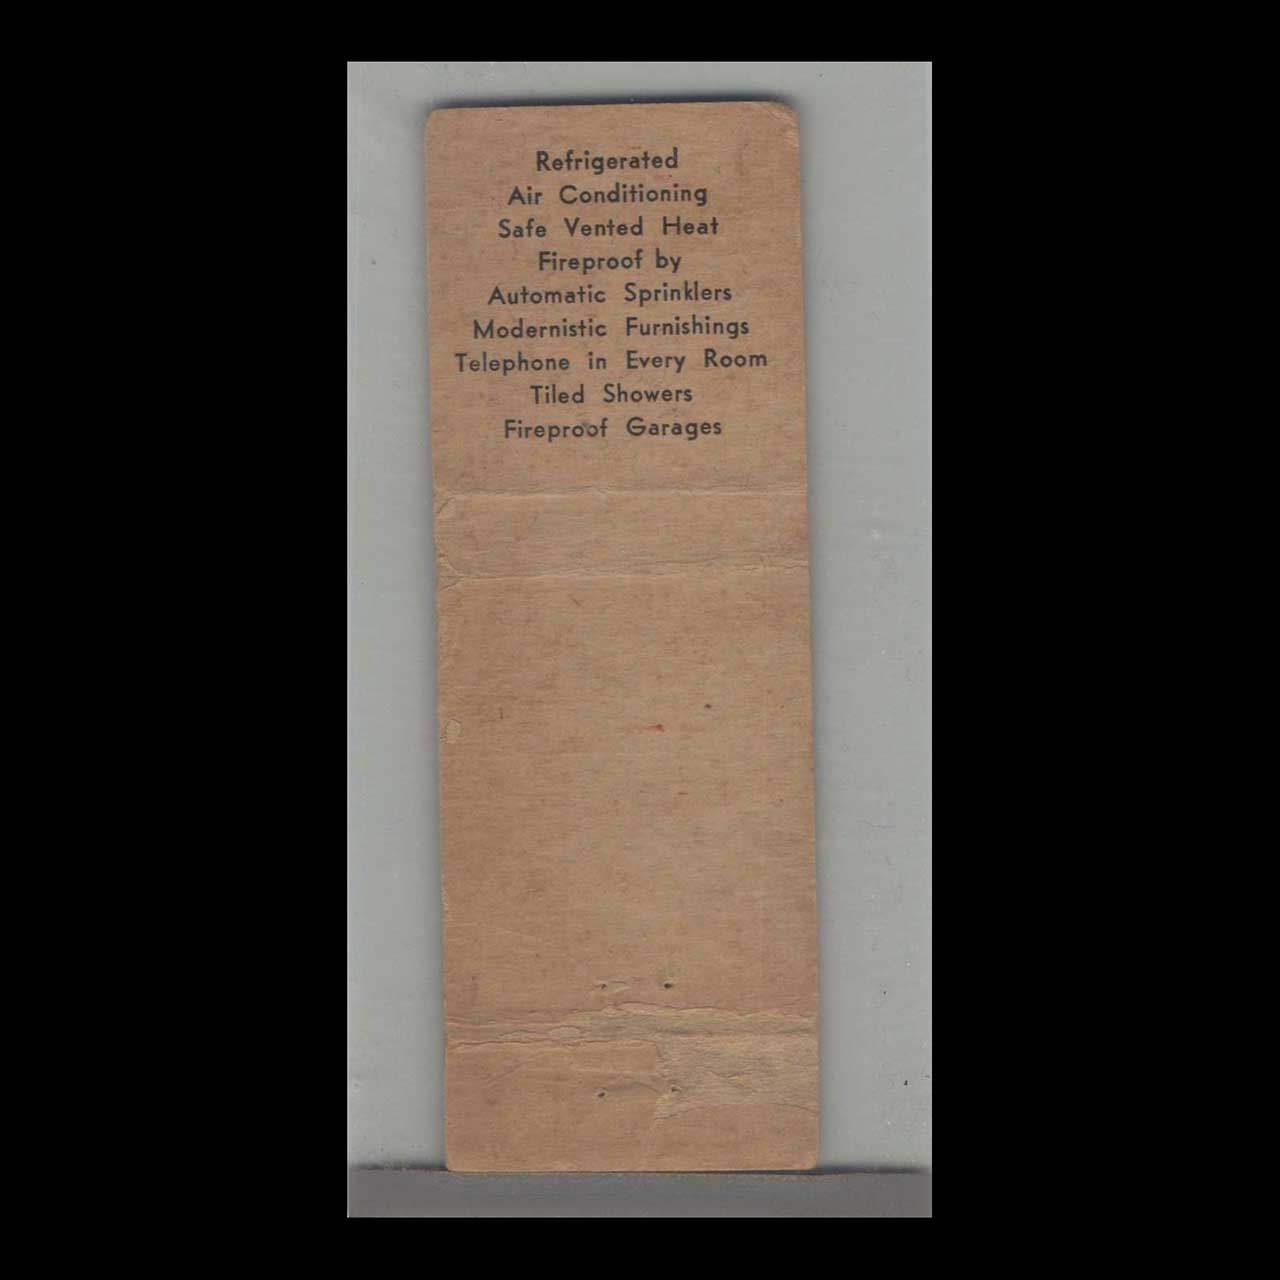 Refrigerated
Air Conditioning
Safe Vented Heat
Fireproof by
Automatic Sprinklers
Modernistic Furnishings
Telephone in Every Room
Tiled Showers
Fireproof Garages